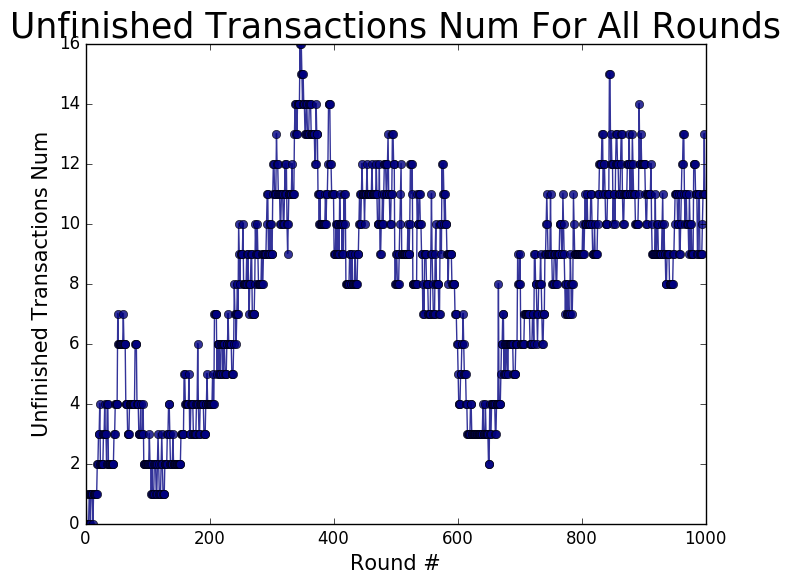 Unfinished Transactions Num For All Rounds
16
14
12
10
8
6
4
2
0
Unfinished Transactions Num
0 200 400 600 800 1000
Round #